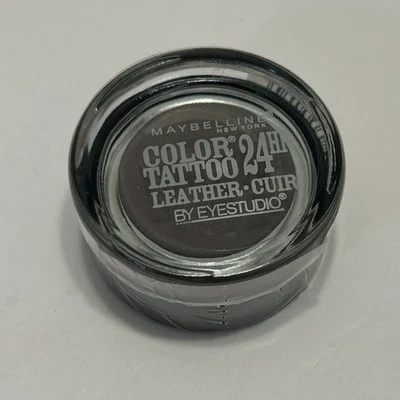 MAYBELLINE
NEW YORK
COLOR® 24HR
TATTOO
LEATHER•CUIR
BY EYESTUDIO®